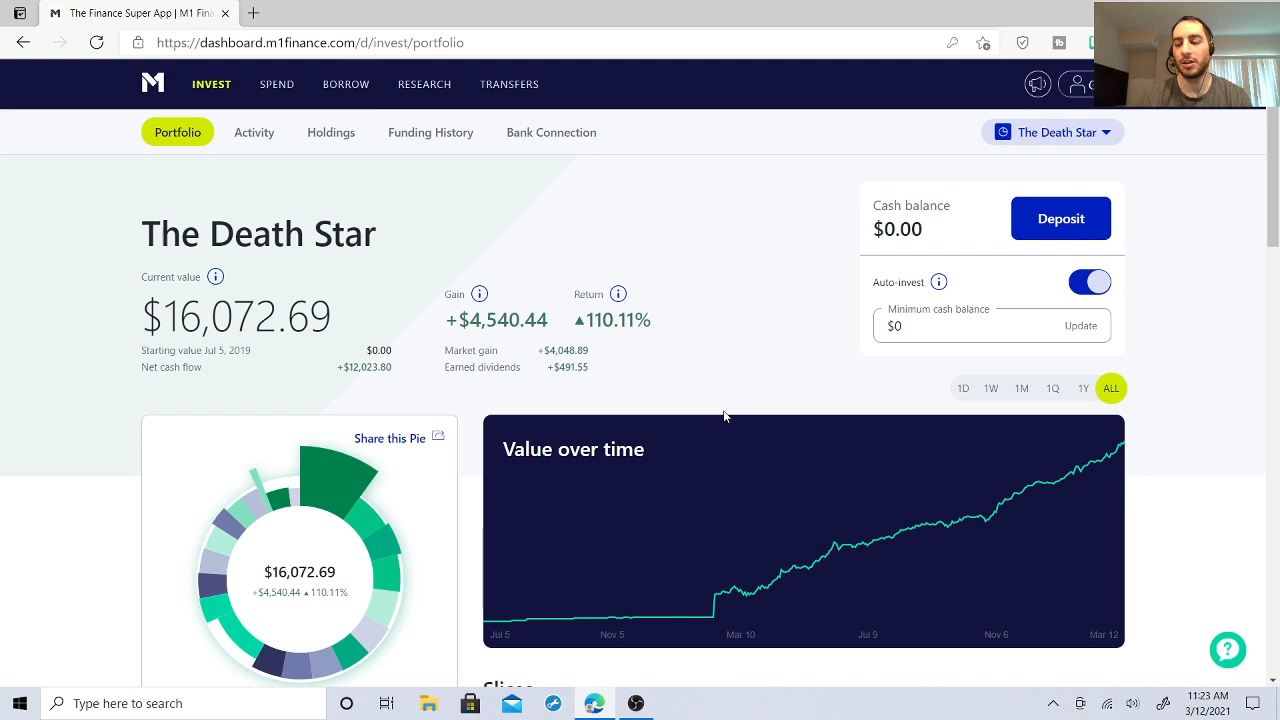 The Finance Super App | M1 Fina
https://dashboard.m1finance.com/d/invest/portfolio
INVEST SPEND BORROW RESEARCH TRANSFERS
Portfolio Activity Holdings Funding History Bank Connection The Death Star
The Death Star
Current value
$16,072.69
Starting value Jul 5, 2019 $0.00
Net cash flow +$12,023.80
Gain Return
+$4,540.44 ▲110.11%
Market gain +$4,048.89
Earned dividends +$491.55
Cash balance
$0.00
Deposit
Auto-invest
Minimum cash balance
$0 Update
1D 1W 1M 1Q 1Y ALL
Share this Pie
$16,072.69
+$4,540.44 ▲110.11%
Value over time
Jul 5 Nov 5 Mar 10 Jul 9 Nov 6 Mar 12
Type here to search
11:23 AM
3/12/2021